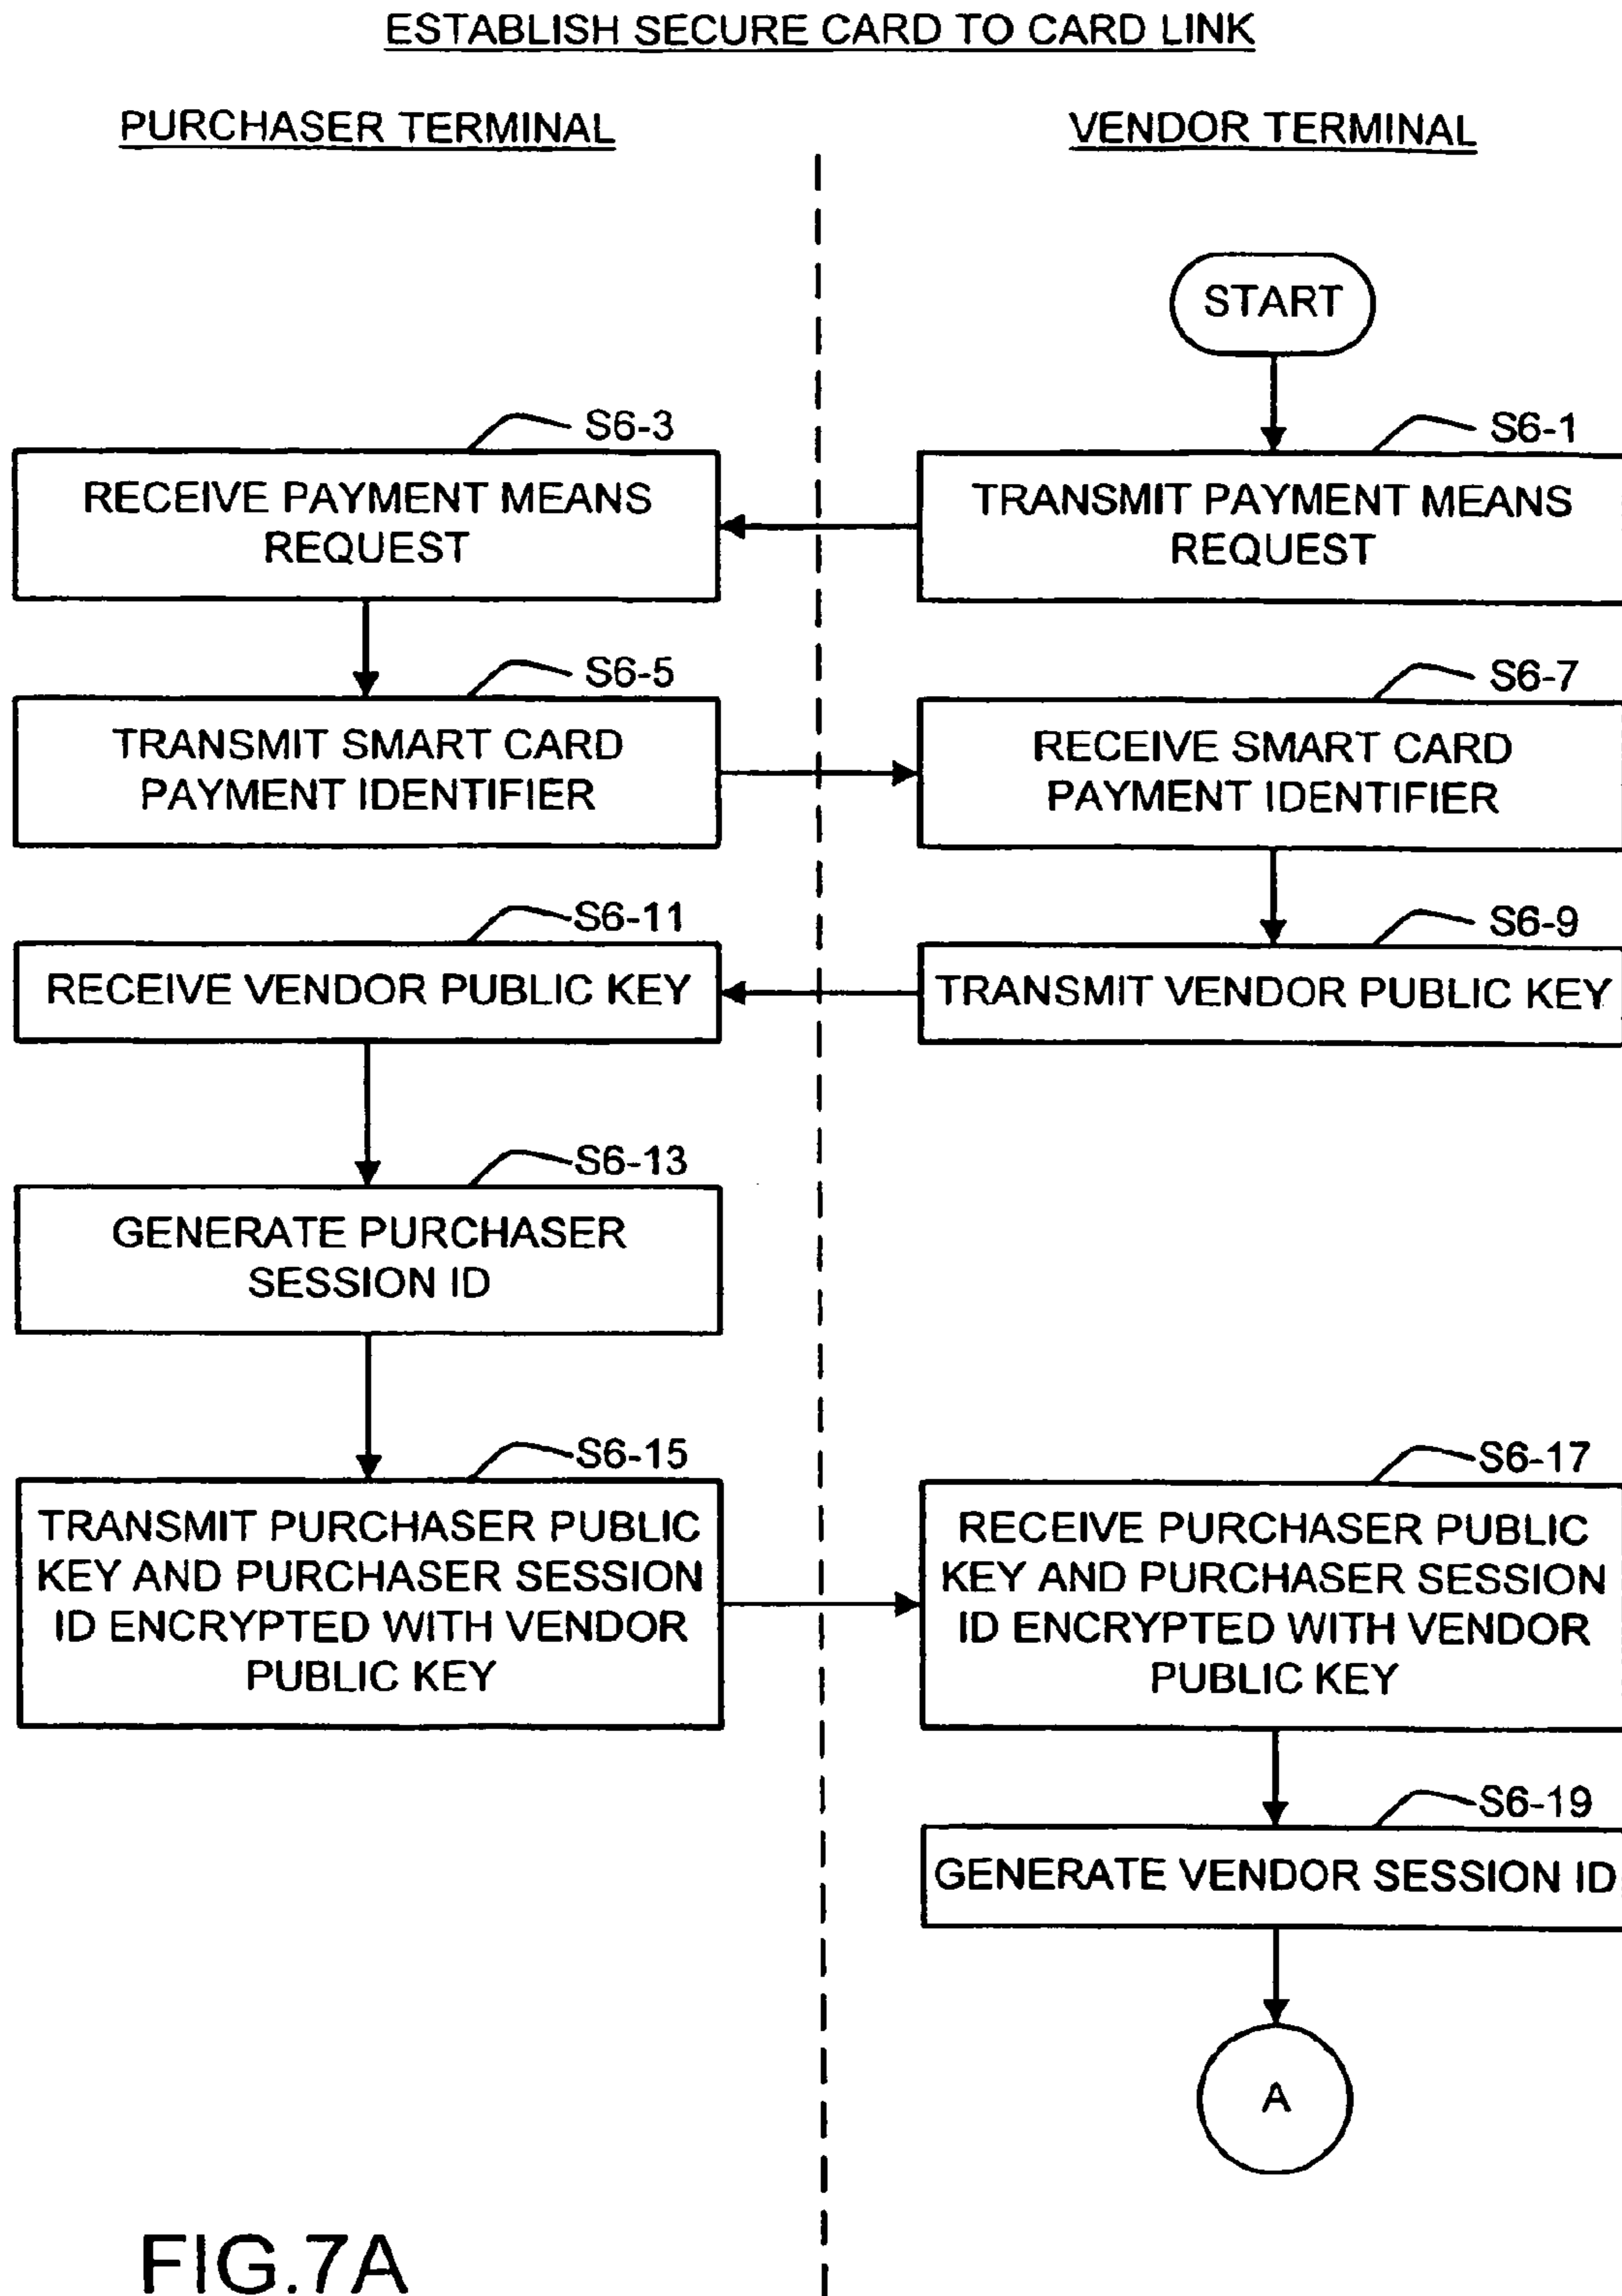 ESTABLISH SECURE CARD TO CARD LINK
PURCHASER TERMINAL
VENDOR TERMINAL
START
S6-3
S6-1
RECEIVE PAYMENT MEANS
REQUEST
TRANSMIT PAYMENT MEANS
REQUEST
S6-5
S6-7
TRANSMIT SMART CARD
PAYMENT IDENTIFIER
RECEIVE SMART CARD
PAYMENT IDENTIFIER
S6-11
S6-9
RECEIVE VENDOR PUBLIC KEY
TRANSMIT VENDOR PUBLIC KEY
S6-13
GENERATE PURCHASER
SESSION ID
S6-15
S6-17
TRANSMIT PURCHASER PUBLIC
KEY AND PURCHASER SESSION
ID ENCRYPTED WITH VENDOR
PUBLIC KEY
RECEIVE PURCHASER PUBLIC
KEY AND PURCHASER SESSION
ID ENCRYPTED WITH VENDOR
PUBLIC KEY
S6-19
GENERATE VENDOR SESSION ID
A
FIG.7A